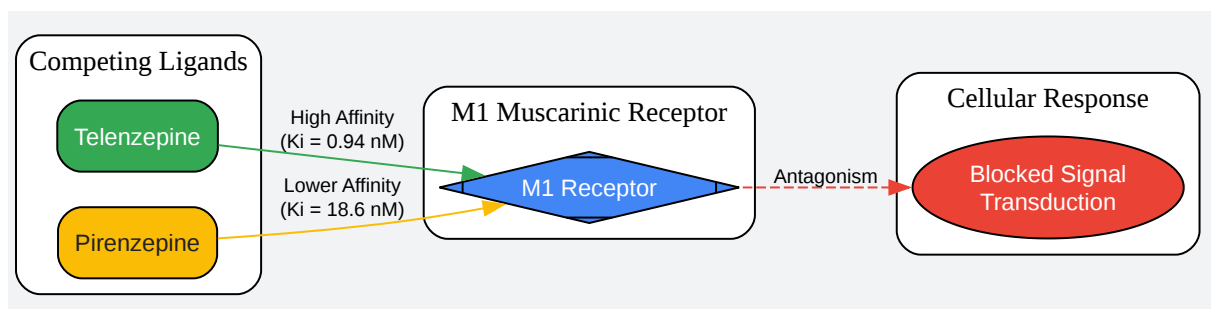 Competing Ligands
Telenzepine
Pirenzepine
High Affinity
(Ki = 0.94 nM)
Lower Affinity
(Ki = 18.6 nM)
M1 Muscarinic Receptor
M1 Receptor
Antagonism
Cellular Response
Blocked Signal
Transduction